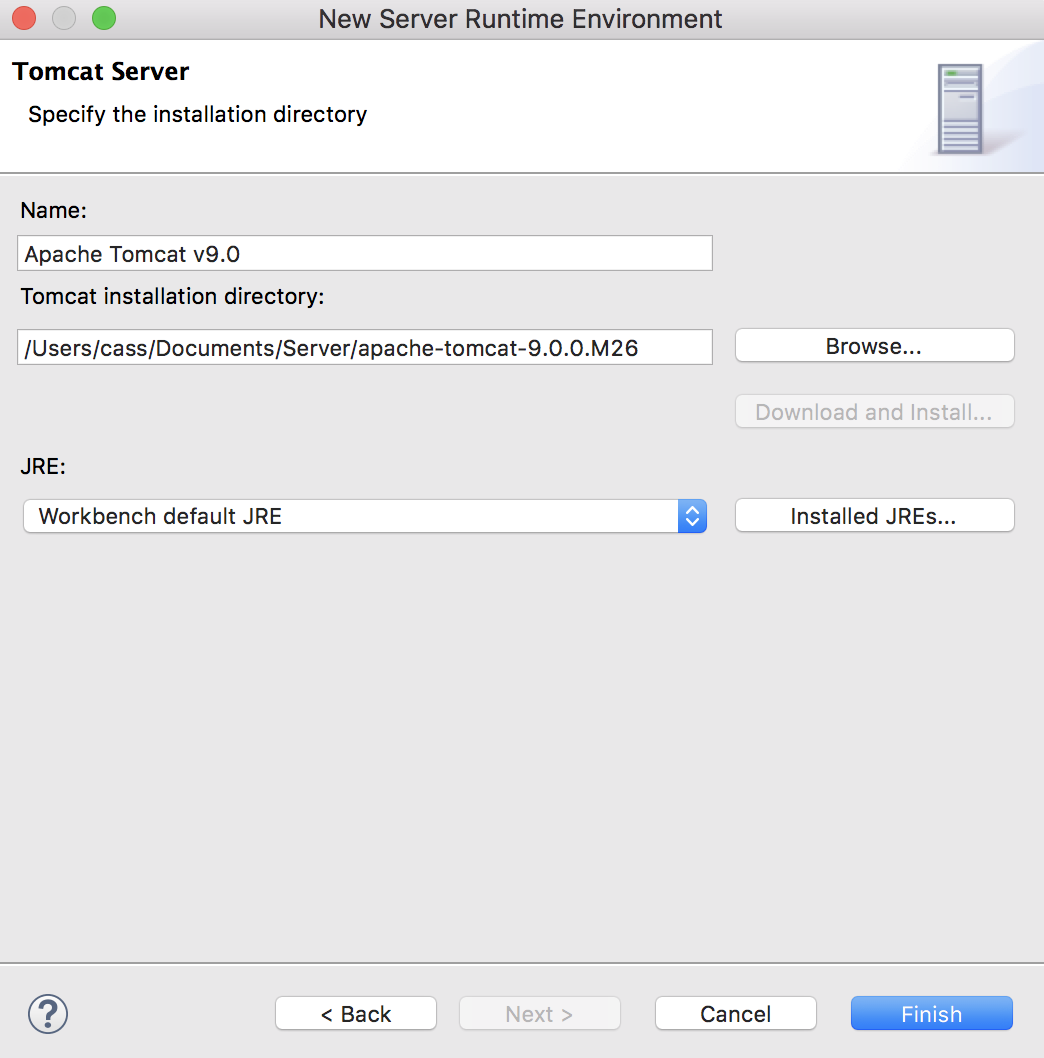 New Server Runtime Environment
Tomcat Server
Specify the installation directory
Name:
Apache Tomcat v9.0
Tomcat installation directory:
/Users/cass/Documents/Server/apache-tomcat-9.0.0.M26
Browse...
Download and Install...
JRE:
Workbench default JRE
Installed JREs...
?
< Back
Next >
Cancel
Finish